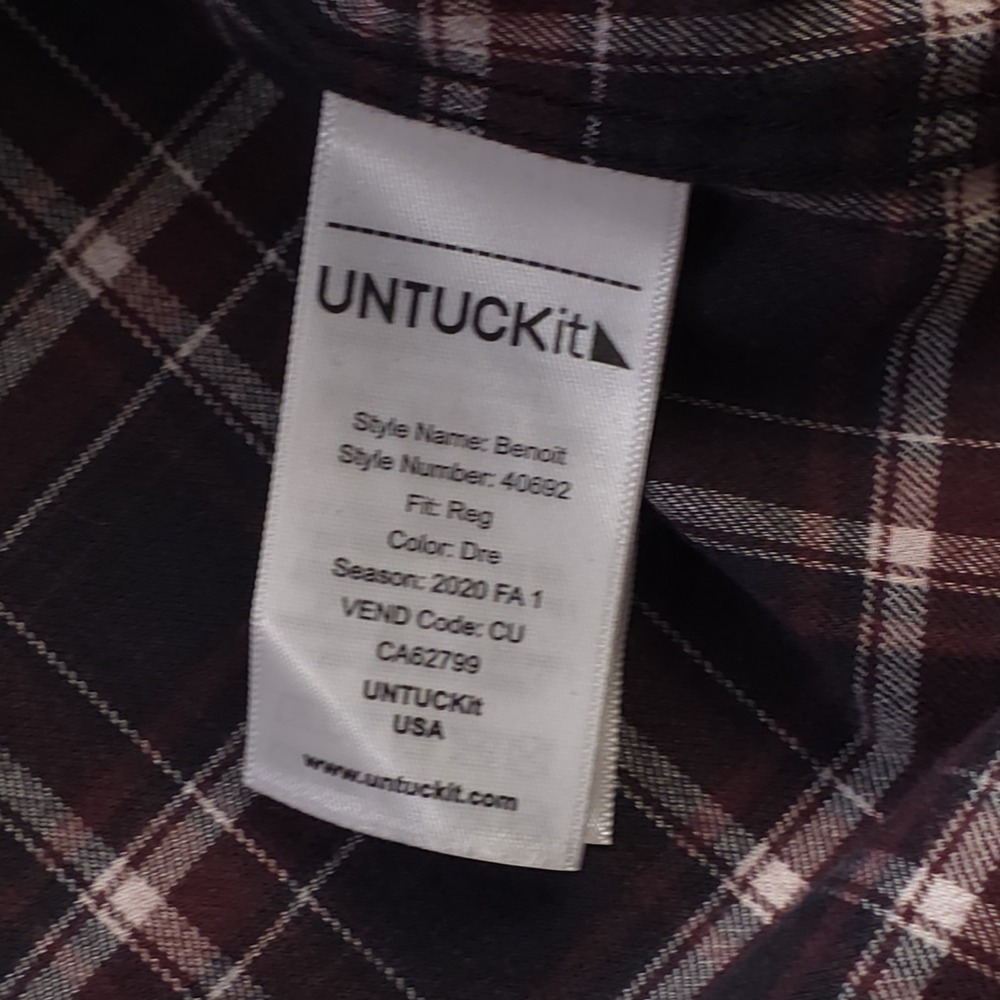 UNTUCKit
Style Name: Benoit
Style Number: 40692
Fit: Reg
Color: Dre
Season: 2020 FA 1
VEND Code: CU
CA62799
UNTUCKit
USA
www.untuckit.com